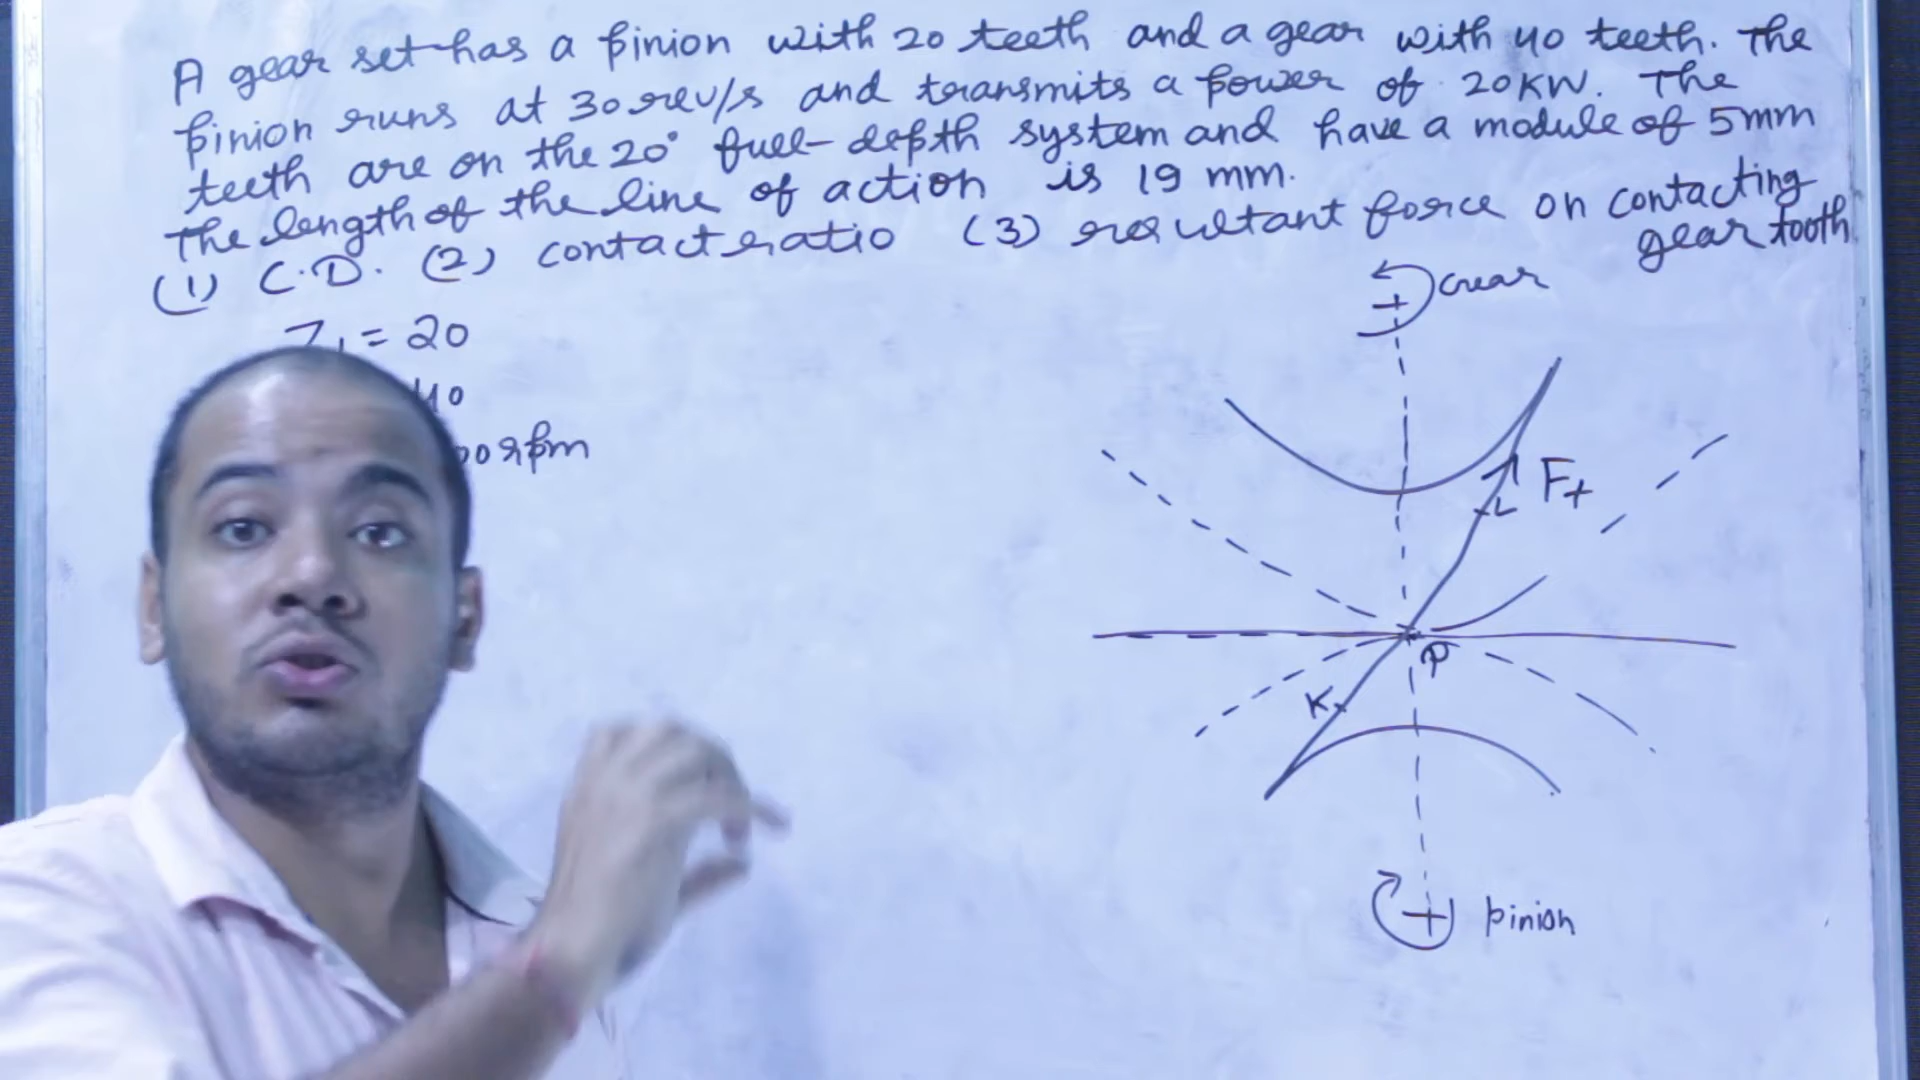 A gear set has a pinion with 20 teeth and a gear with 40 teeth. The
pinion runs at 30 rev/s and transmits a power of 20KW. The
teeth are on the 20° full-depth system and have a module of 5mm
The length of the line of action is 19 mm.
(1) C.D. (2) contact ratio (3) resultant force on contacting
gear tooth
Z1 = 20
40
00 rpm
Gear
Ft
L
P
K
pinion